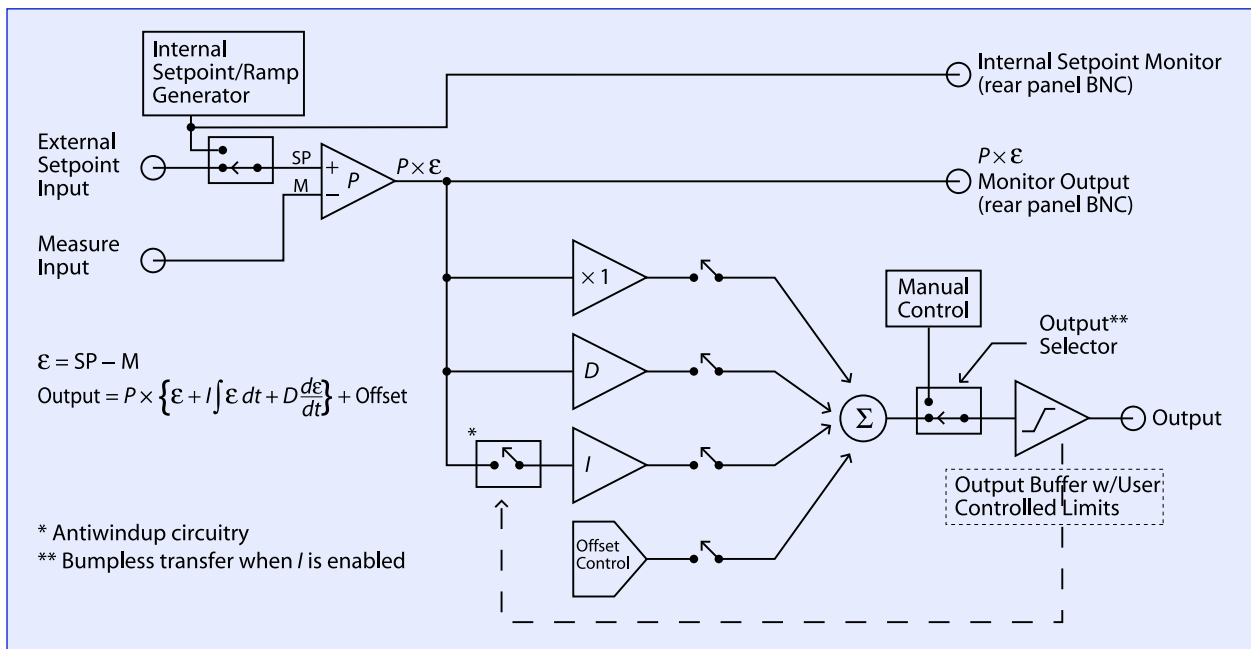 Internal
Setpoint/Ramp
Generator
Internal Setpoint Monitor
(rear panel BNC)
External
Setpoint
Input
SP
+
P
M
−
P × ε
P × ε
Monitor Output
(rear panel BNC)
Measure
Input
× 1
Manual
Control
Output**
Selector
ε = SP – M
Output = P × {ε + I∫ε dt + D dε/dt} + Offset
D
Σ
Output
*
I
Output Buffer w/User
Controlled Limits
* Antiwindup circuitry
** Bumpless transfer when I is enabled
Offset
Control